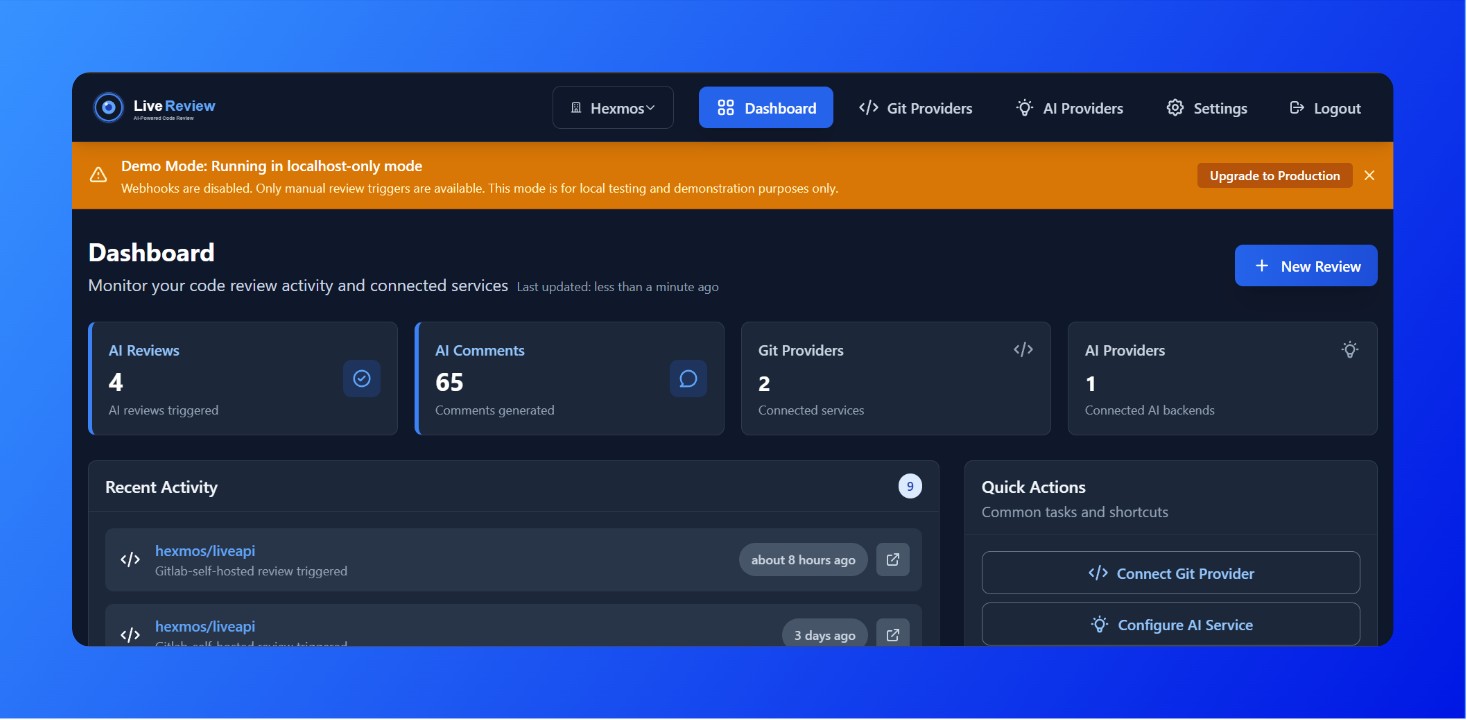 LiveReview
AI-Powered Code Review
Hexmos
Dashboard
Git Providers
AI Providers
Settings
Logout
Demo Mode: Running in localhost-only mode
Webhooks are disabled. Only manual review triggers are available. This mode is for local testing and demonstration purposes only.
Upgrade to Production
Dashboard
Monitor your code review activity and connected services
Last updated: less than a minute ago
New Review
AI Reviews
4
AI reviews triggered
AI Comments
65
Comments generated
Git Providers
2
Connected services
AI Providers
1
Connected AI backends
Recent Activity
9
hexmos/liveapi
Gitlab-self-hosted review triggered
about 8 hours ago
hexmos/liveapi
Gitlab-self-hosted review triggered
3 days ago
Quick Actions
Common tasks and shortcuts
Connect Git Provider
Configure AI Service